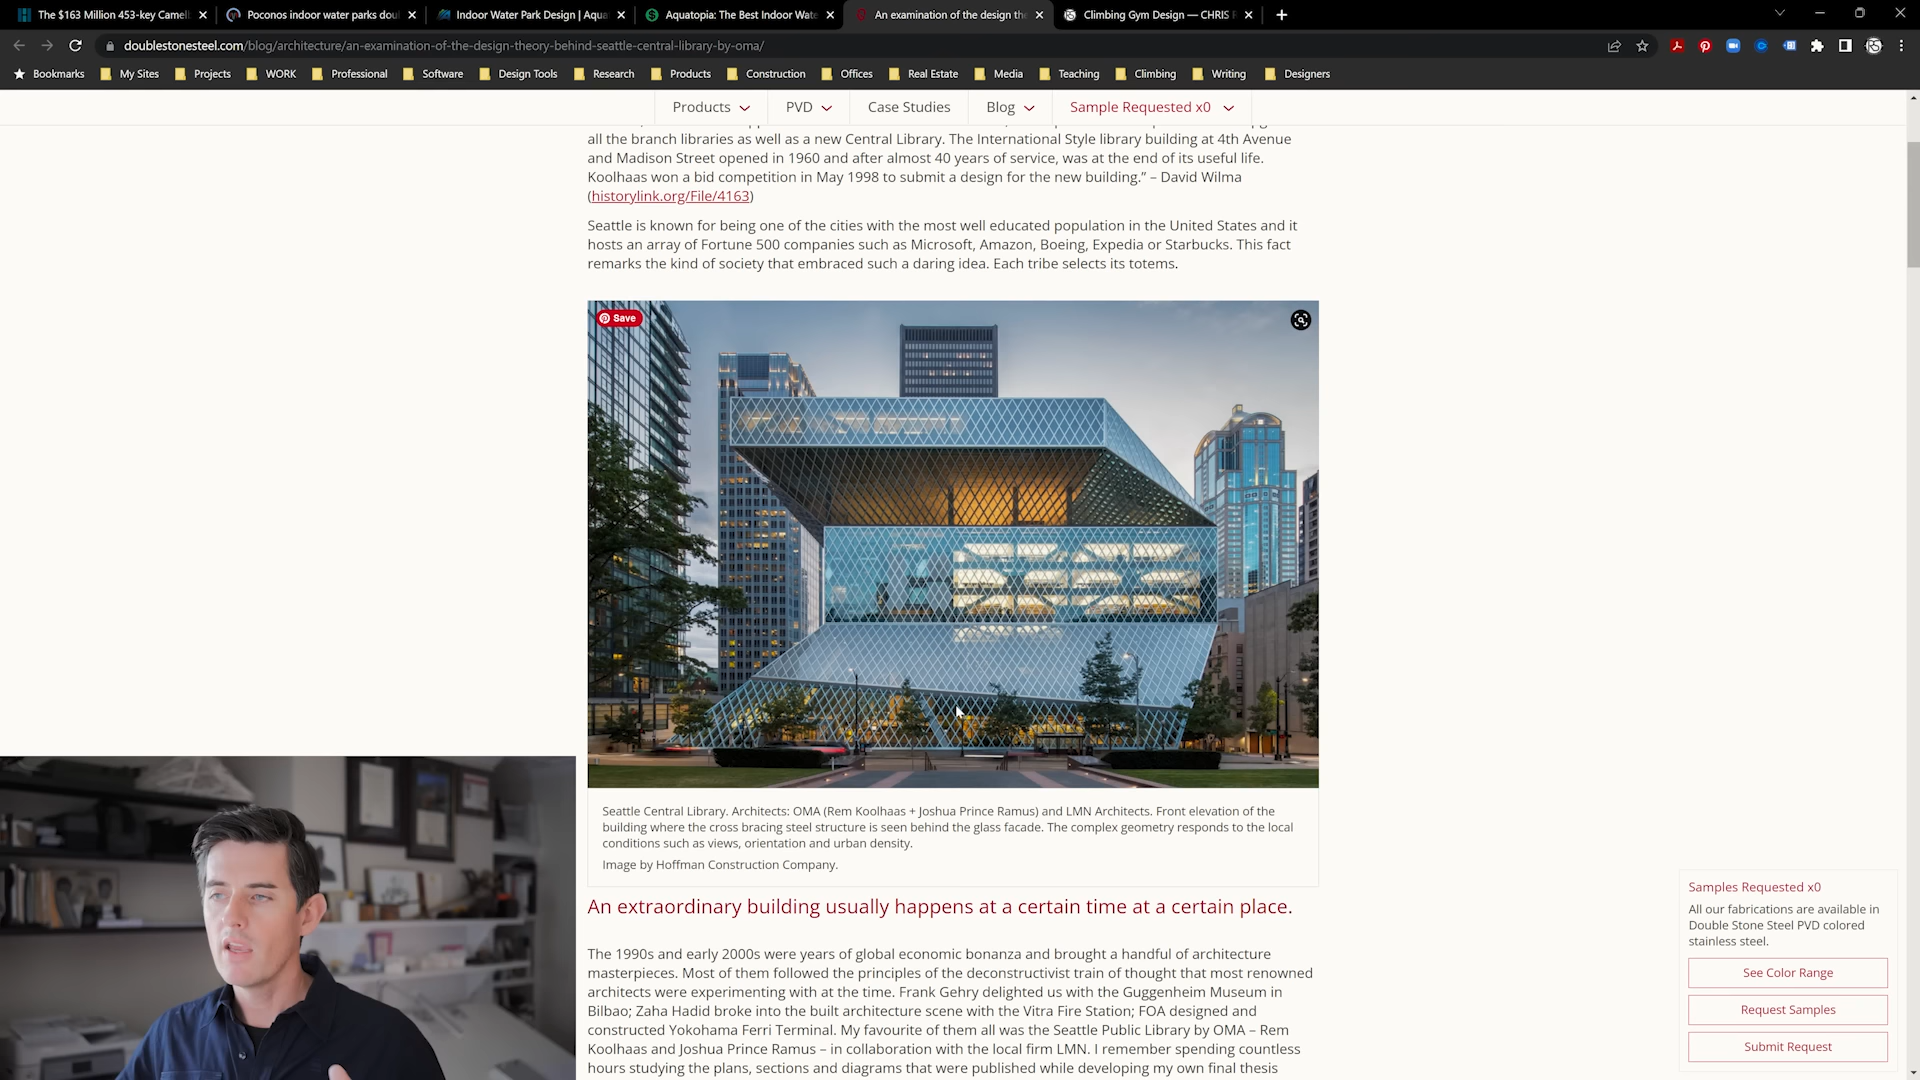 The $163 Million 453-key Camel
Poconos indoor water parks dou
Indoor Water Park Design | Aqua
Aquatopia: The Best Indoor Wate
An examination of the design th
Climbing Gym Design — CHRIS
doublestonesteel.com/blog/architecture/an-examination-of-the-design-theory-behind-seattle-central-library-by-oma/
Bookmarks My Sites Projects WORK Professional Software Design Tools Research Products Construction Offices Real Estate Media Teaching Climbing Writing Designers
Products PVD Case Studies Blog Sample Requested x0
all the branch libraries as well as a new Central Library. The International Style library building at 4th Avenue
and Madison Street opened in 1960 and after almost 40 years of service, was at the end of its useful life.
Koolhaas won a bid competition in May 1998 to submit a design for the new building.” – David Wilma
(historylink.org/File/4163)
Seattle is known for being one of the cities with the most well educated population in the United States and it
hosts an array of Fortune 500 companies such as Microsoft, Amazon, Boeing, Expedia or Starbucks. This fact
remarks the kind of society that embraced such a daring idea. Each tribe selects its totems.
Save
Seattle Central Library. Architects: OMA (Rem Koolhaas + Joshua Prince Ramus) and LMN Architects. Front elevation of the
building where the cross bracing steel structure is seen behind the glass facade. The complex geometry responds to the local
conditions such as views, orientation and urban density.
Image by Hoffman Construction Company.
An extraordinary building usually happens at a certain time at a certain place.
The 1990s and early 2000s were years of global economic bonanza and brought a handful of architecture
masterpieces. Most of them followed the principles of the deconstructivist train of thought that most renowned
architects were experimenting with at the time. Frank Gehry delighted us with the Guggenheim Museum in
Bilbao; Zaha Hadid broke into the built architecture scene with the Vitra Fire Station; FOA designed and
constructed Yokohama Ferri Terminal. My favourite of them all was the Seattle Public Library by OMA – Rem
Koolhaas and Joshua Prince Ramus – in collaboration with the local firm LMN. I remember spending countless
hours studying the plans, sections and diagrams that were published while developing my own final thesis
Samples Requested x0
All our fabrications are available in
Double Stone Steel PVD colored
stainless steel.
See Color Range
Request Samples
Submit Request